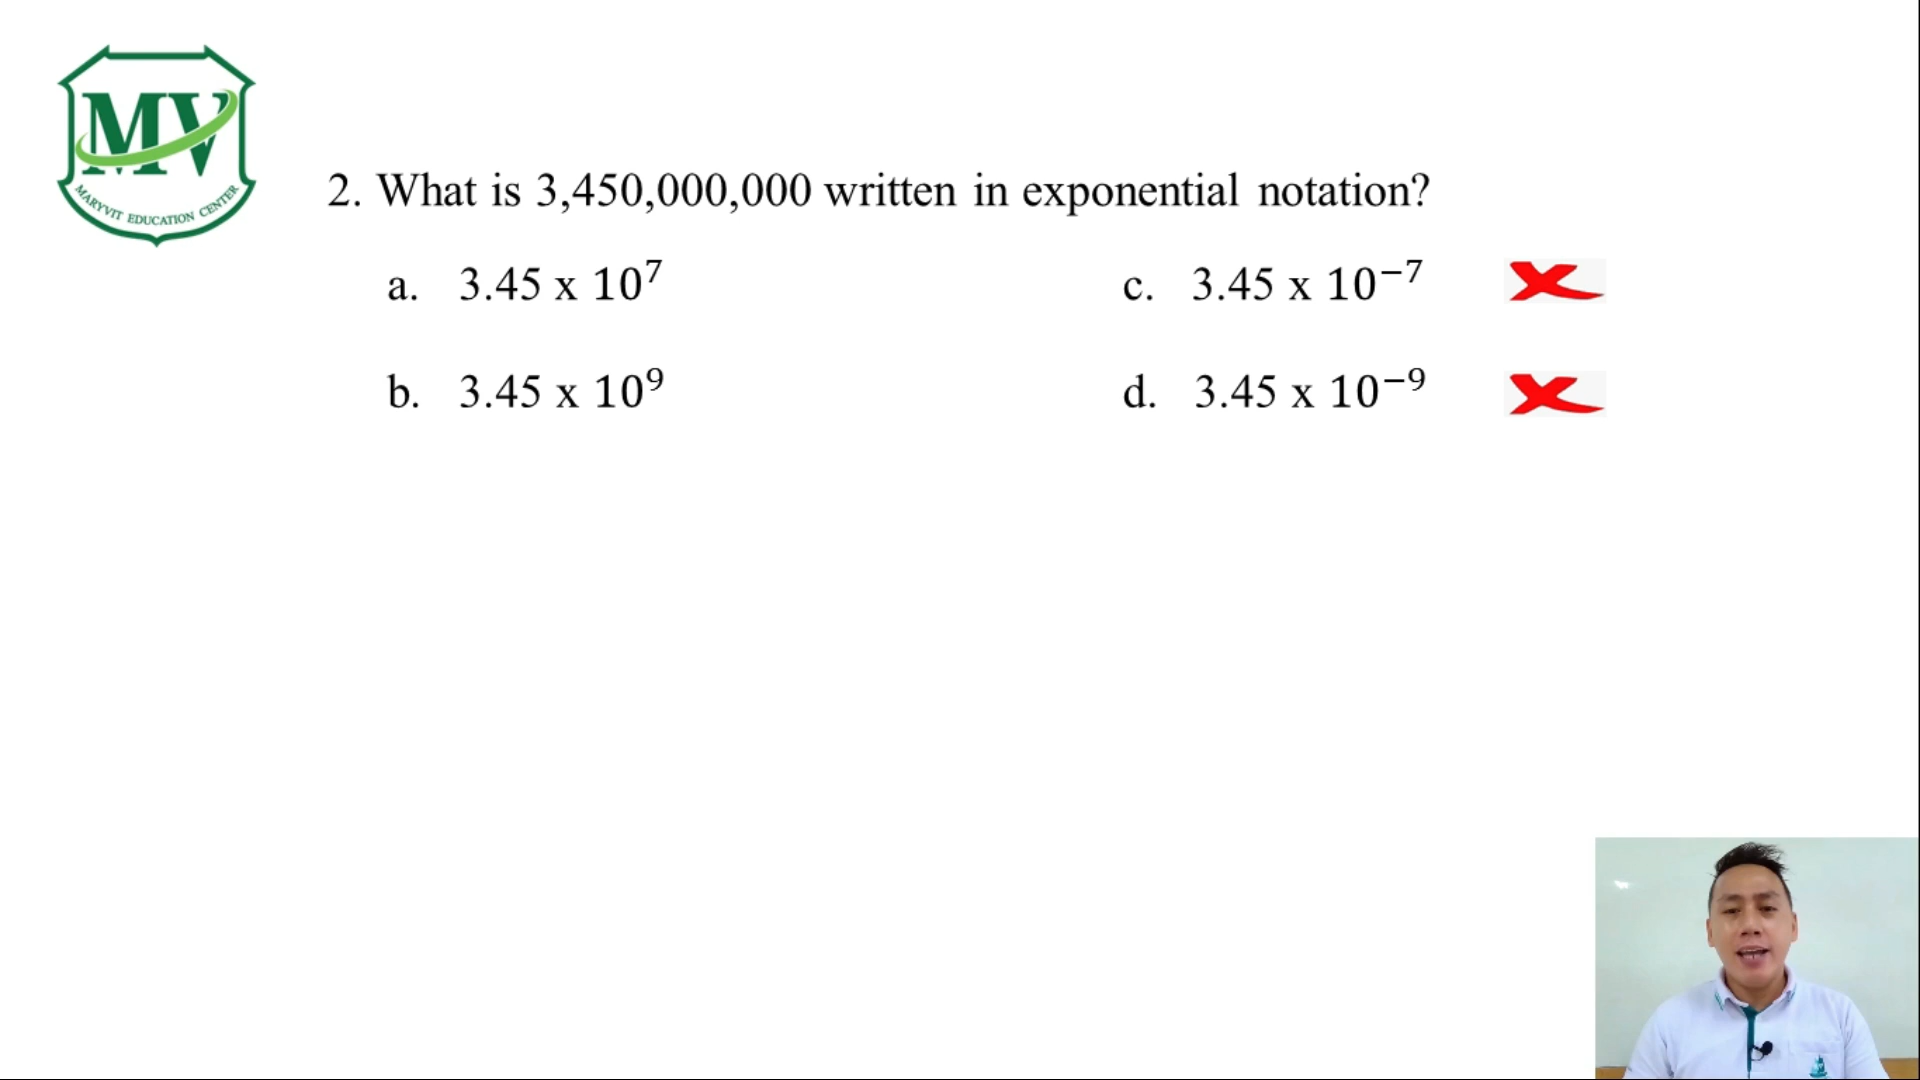 MV
MARYVIT EDUCATION CENTER
2. What is 3,450,000,000 written in exponential notation?
a. 3.45 x 10⁷
c. 3.45 x 10⁻⁷
b. 3.45 x 10⁹
d. 3.45 x 10⁻⁹